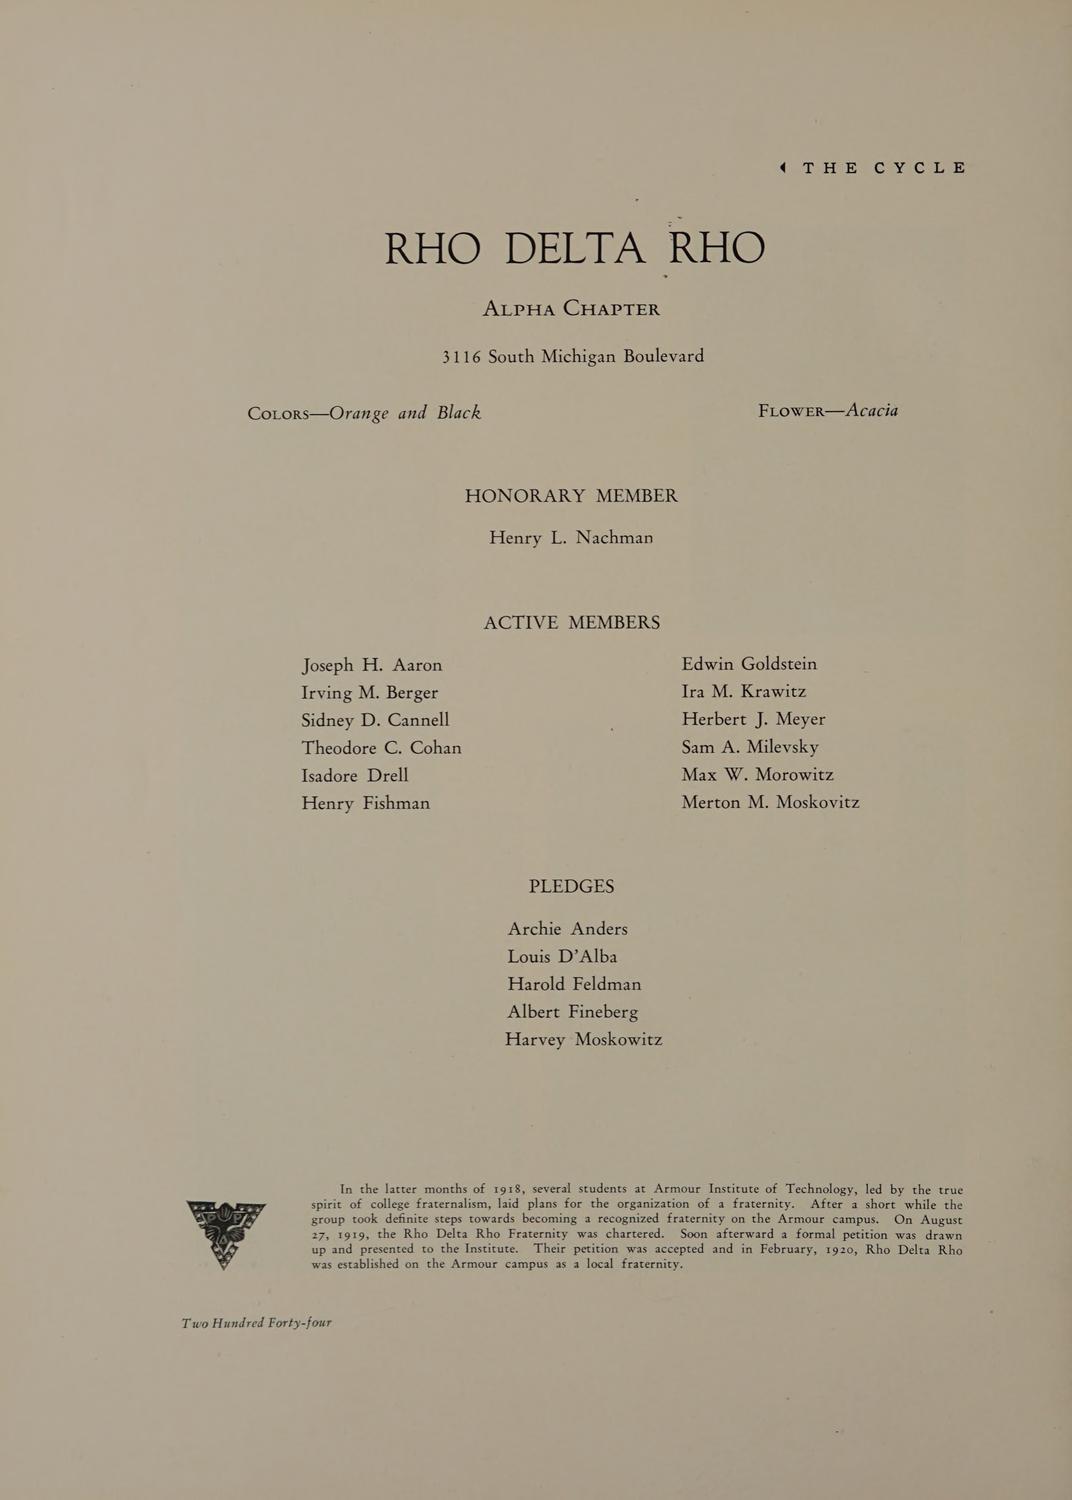 THE CYCLE
RHO DELTA RHO
ALPHA CHAPTER
3116 South Michigan Boulevard
COLORS—Orange and Black
FLOWER—Acacia
HONORARY MEMBER
Henry L. Nachman
ACTIVE MEMBERS
Joseph H. Aaron
Irving M. Berger
Sidney D. Cannell
Theodore C. Cohan
Isadore Drell
Henry Fishman
Edwin Goldstein
Ira M. Krawitz
Herbert J. Meyer
Sam A. Milevsky
Max W. Morowitz
Merton M. Moskovitz
PLEDGES
Archie Anders
Louis D'Alba
Harold Feldman
Albert Fineberg
Harvey Moskowitz
In the latter months of 1918, several students at Armour Institute of Technology, led by the true
spirit of college fraternalism, laid plans for the organization of a fraternity. After a short while the
group took definite steps towards becoming a recognized fraternity on the Armour campus. On August
27, 1919, the Rho Delta Rho Fraternity was chartered. Soon afterward a formal petition was drawn
up and presented to the Institute. Their petition was accepted and in February, 1920, Rho Delta Rho
was established on the Armour campus as a local fraternity.
Two Hundred Forty-four